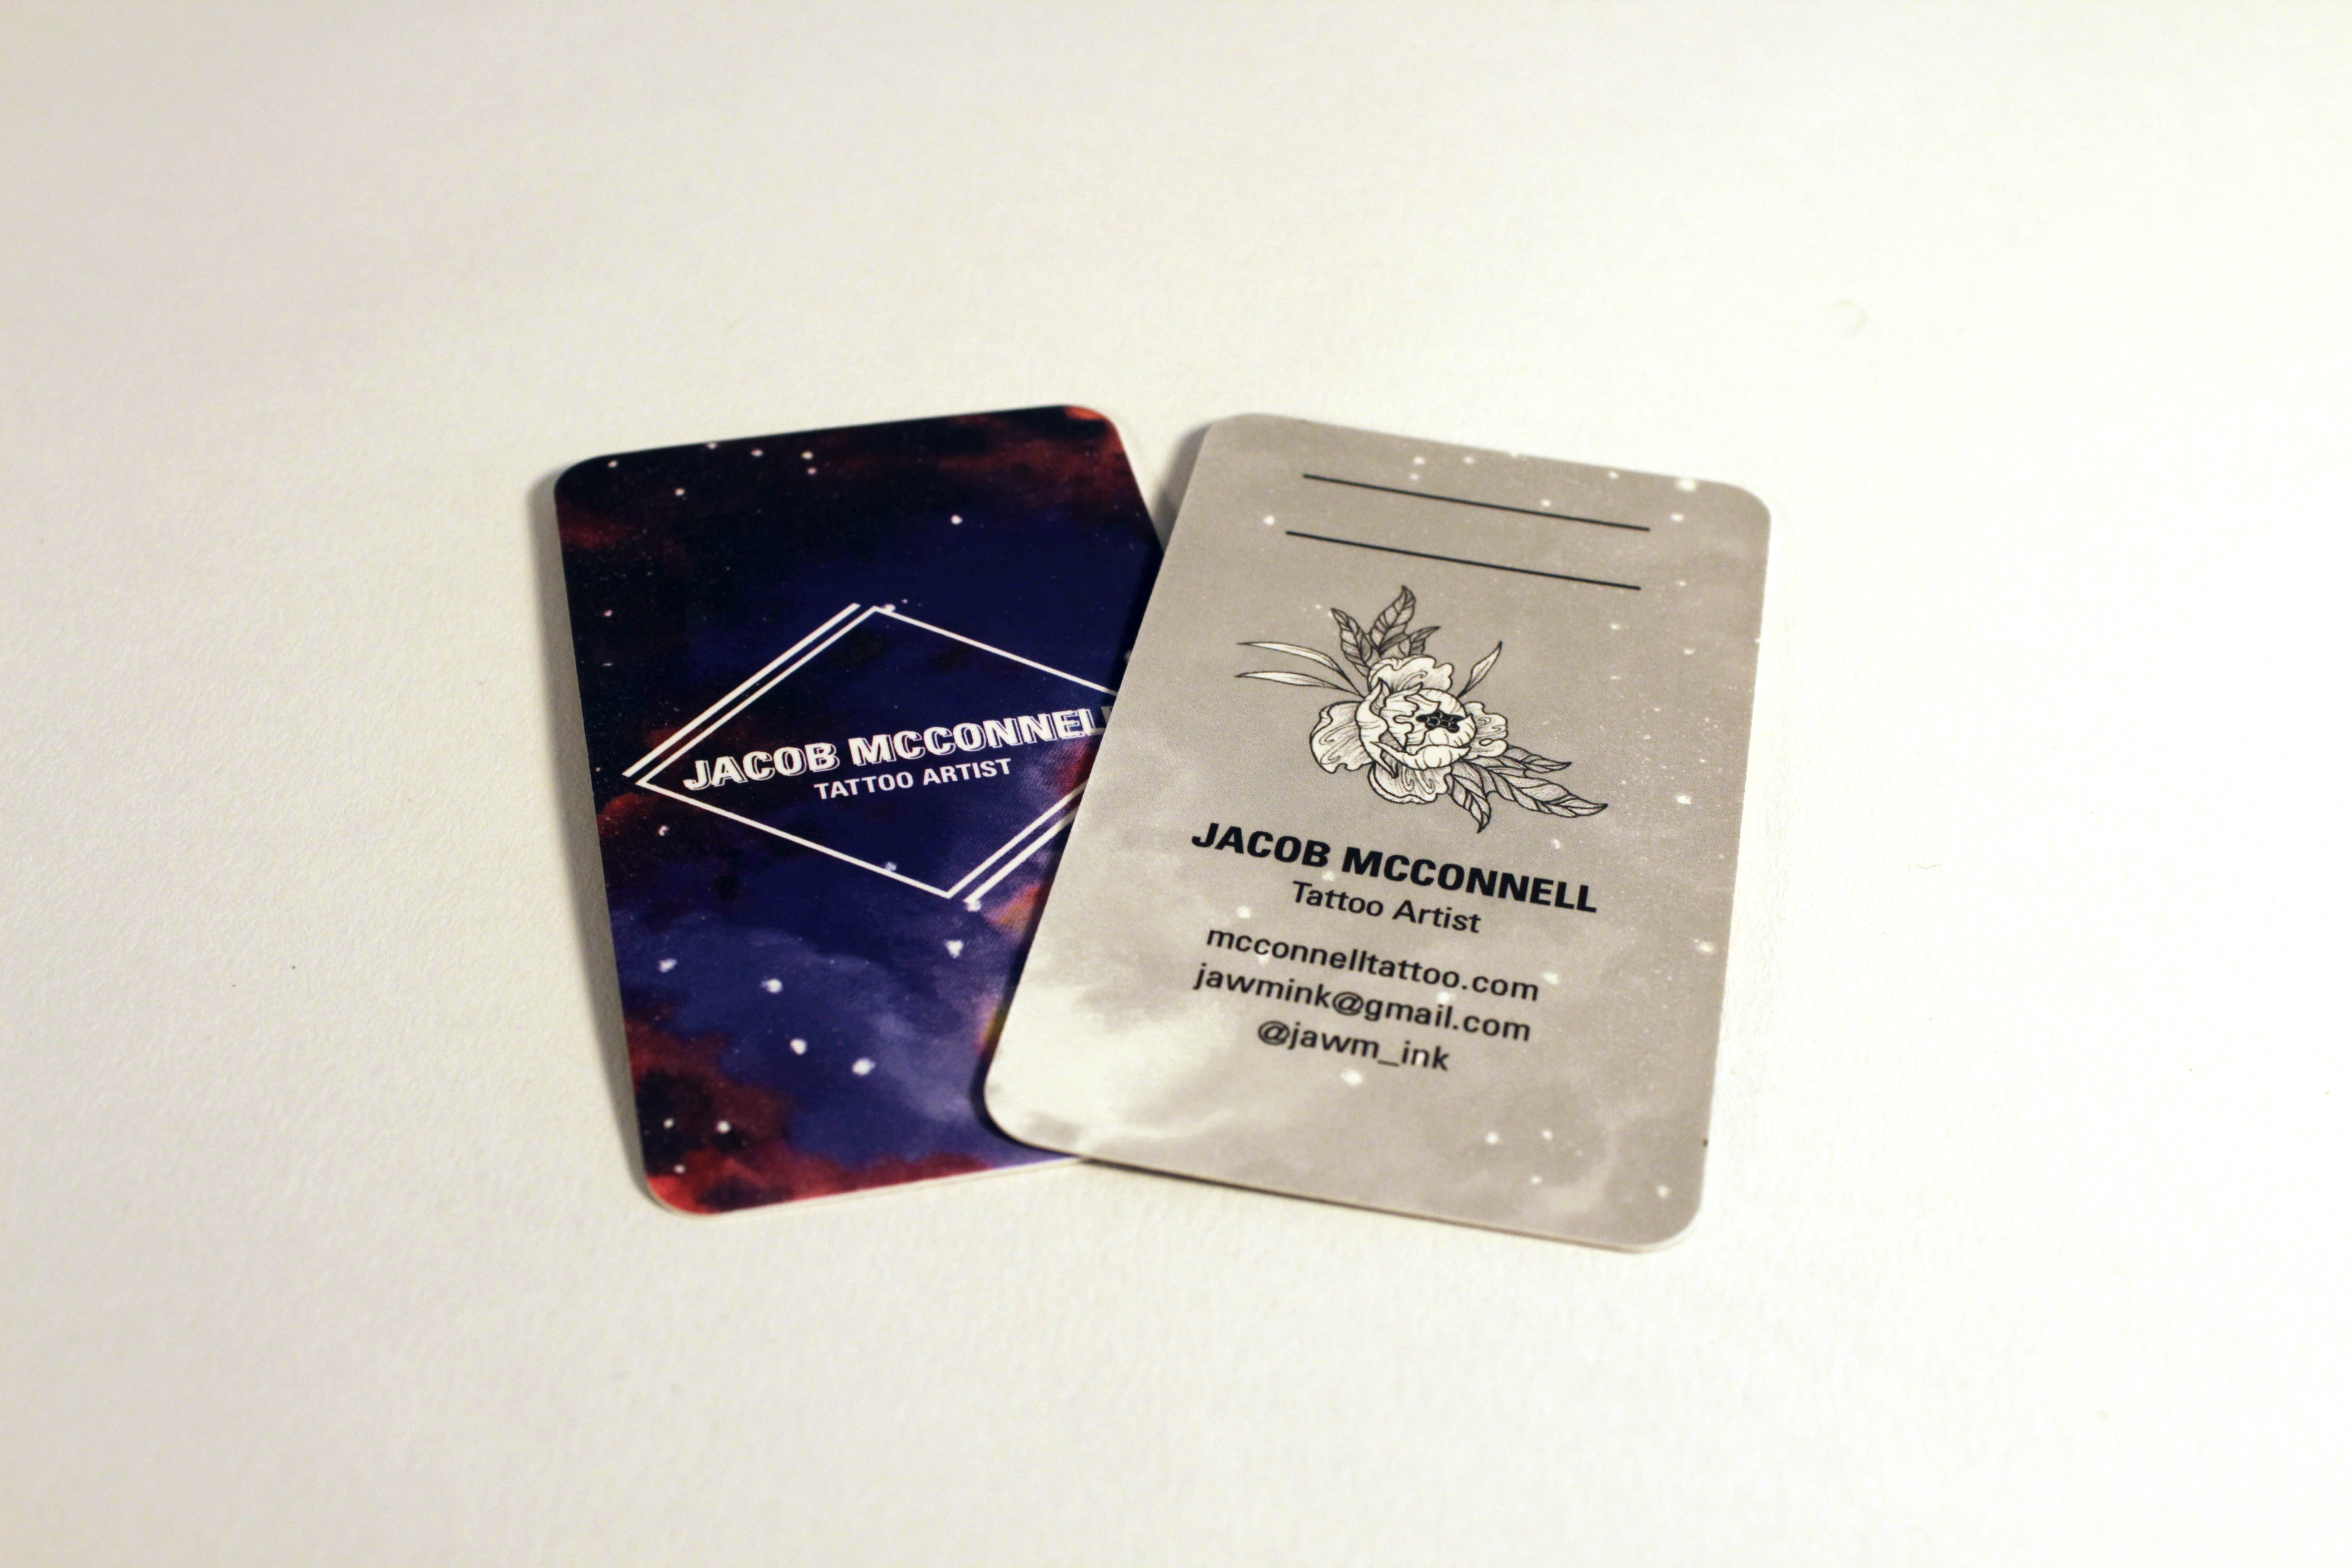 JACOB MCCONNELL
TATTOO ARTIST
JACOB MCCONNELL
Tattoo Artist
mcconnelltattoo.com
jawmink@gmail.com
@jawm_ink